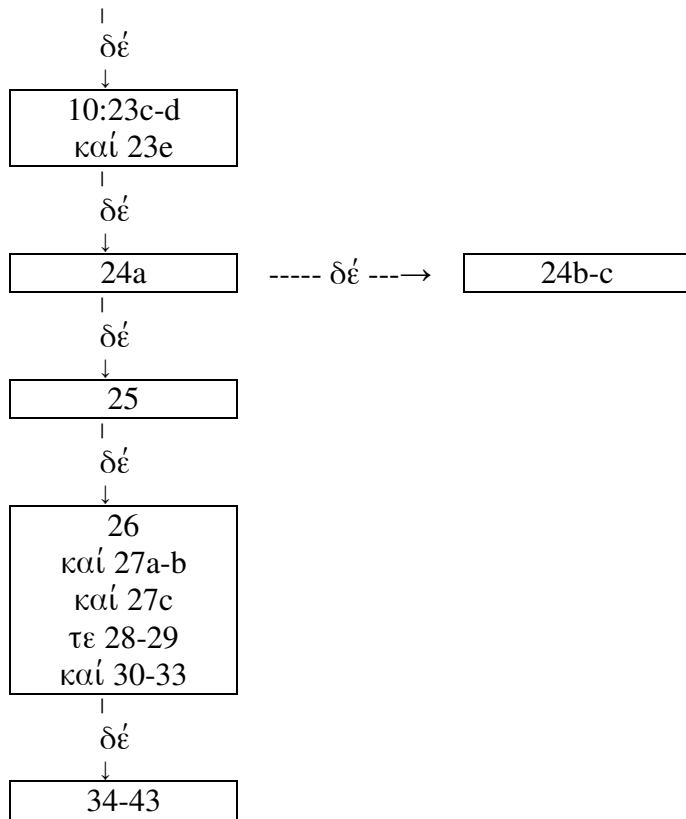 δέ
↓
10:23c-d
καί 23e
δέ
↓
24a ----- δέ ---→ 24b-c
δέ
↓
25
δέ
↓
26
καί 27a-b
καί 27c
τε 28-29
καί 30-33
δέ
↓
34-43